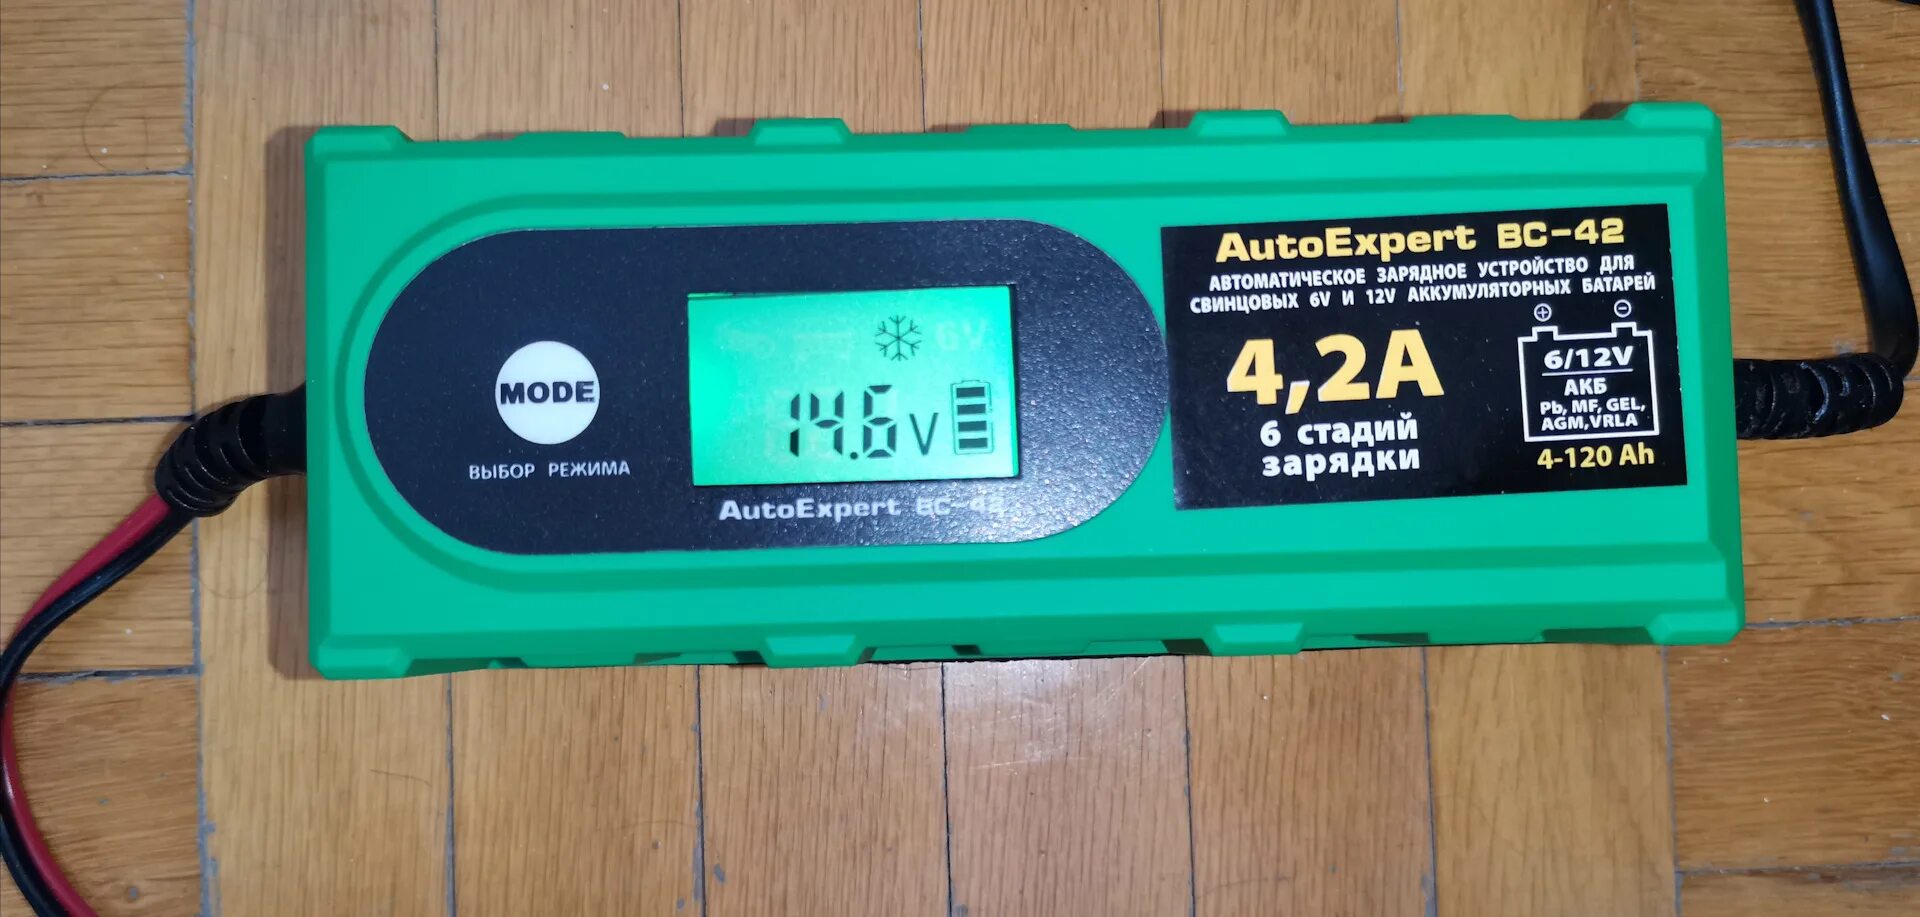 MODE
ВЫБОР РЕЖИМА
6V
14.6 V
AutoExpert BC-42
AutoExpert BC-42
АВТОМАТИЧЕСКОЕ ЗАРЯДНОЕ УСТРОЙСТВО ДЛЯ
СВИНЦОВЫХ 6V И 12V АККУМУЛЯТОРНЫХ БАТАРЕЙ
4,2A
6 стадий
зарядки
6/12V
АКБ
Pb, MF, GEL,
AGM,VRLA
4-120 Ah